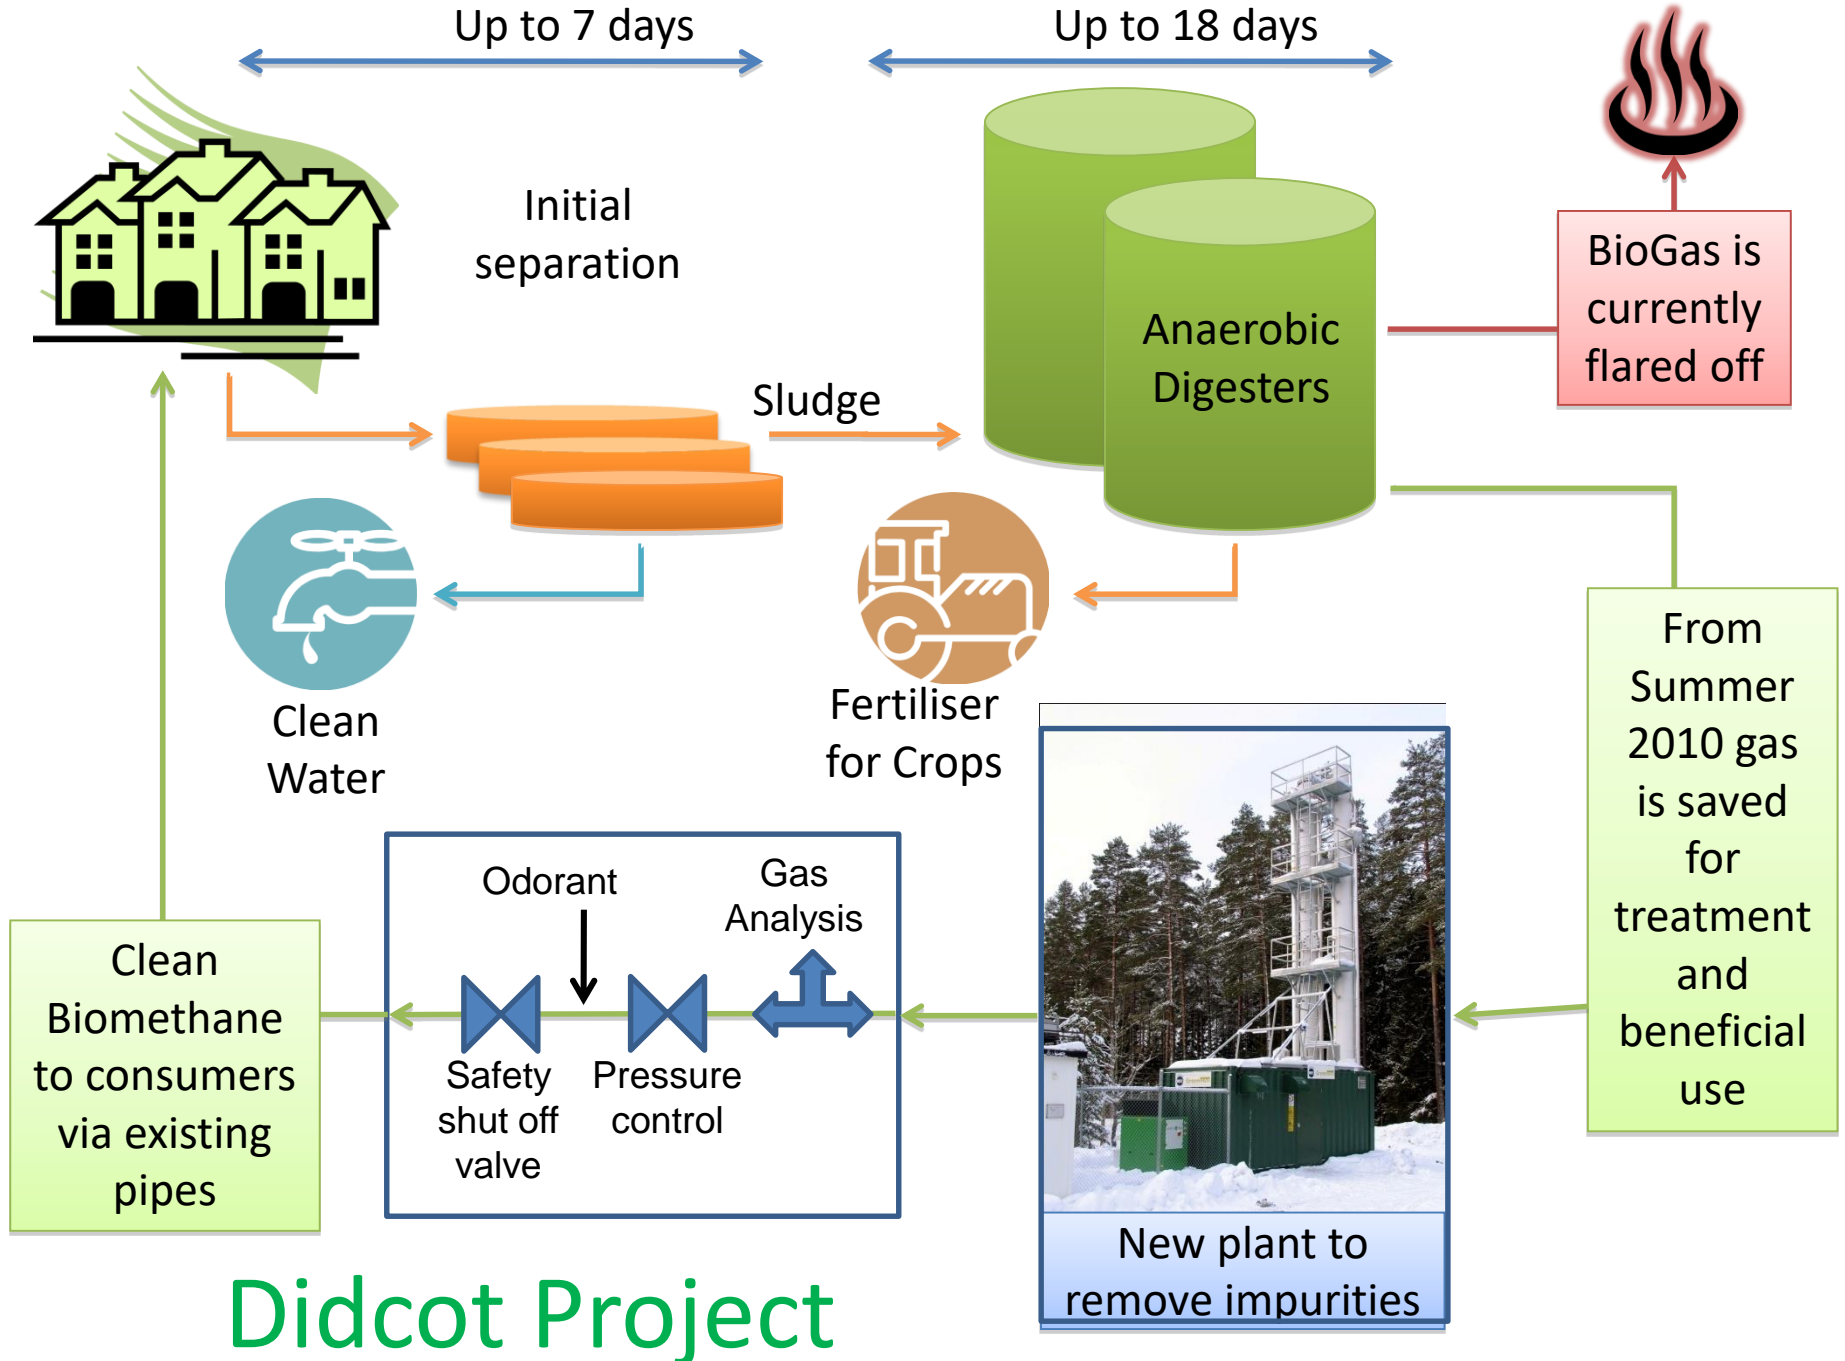 Up to 7 days
Up to 18 days
Initial
separation
Anaerobic
Digesters
BioGas is
currently
flared off
Sludge
Clean
Water
Fertiliser
for Crops
From
Summer
2010 gas
is saved
for
treatment
and
beneficial
use
New plant to
remove impurities
Gas
Analysis
Odorant
Pressure
control
Safety
shut off
valve
Clean
Biomethane
to consumers
via existing
pipes
Didcot Project